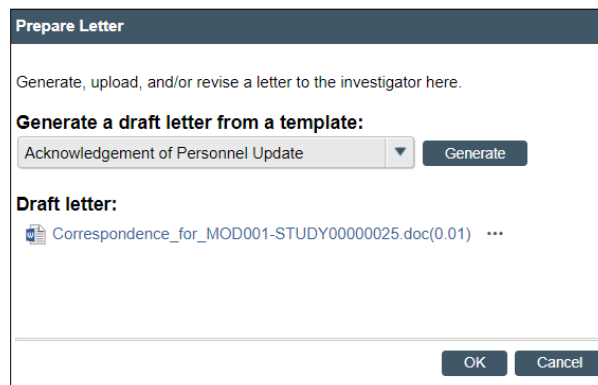 Prepare Letter
Generate, upload, and/or revise a letter to the investigator here.
Generate a draft letter from a template:
Acknowledgement of Personnel Update
Generate
Draft letter:
Correspondence_for_MOD001-STUDY00000025.doc(0.01) •••
OK
Cancel